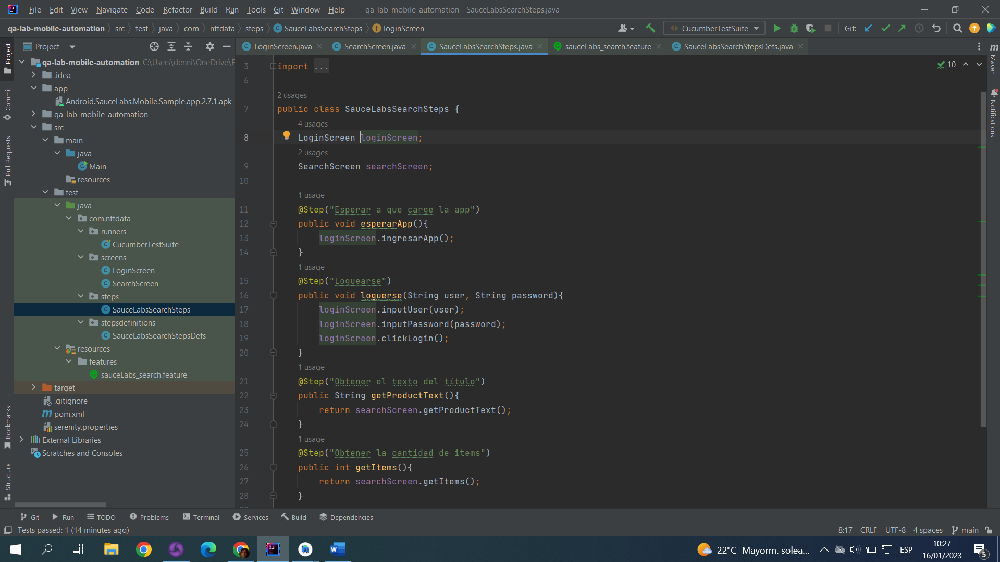 File Edit View Navigate Code Refactor Build Run Tools Git Window Help qa-lab-mobile-automation - SauceLabsSearchSteps.java
qa-lab-mobile-automation src test java com nttdata steps SauceLabsSearchSteps loginScreen CucumberTestSuite Git:
Project
LoginScreen.java SearchScreen.java SauceLabsSearchSteps.java sauceLabs_search.feature SauceLabsSearchStepsDefs.java
Project
Commit
Pull Requests
Bookmarks
Structure
qa-lab-mobile-automation C:\Users\denni\OneDrive\E
.idea
app
Android.SauceLabs.Mobile.Sample.app.2.7.1.apk
qa-lab-mobile-automation
src
main
java
Main
resources
test
java
com.nttdata
runners
CucumberTestSuite
screens
LoginScreen
SearchScreen
steps
SauceLabsSearchSteps
stepsdefinitions
SauceLabsSearchStepsDefs
resources
features
sauceLabs_search.feature
target
.gitignore
pom.xml
serenity.properties
External Libraries
Scratches and Consoles
3 import ...
6
2 usages
7 public class SauceLabsSearchSteps {
4 usages
8 LoginScreen loginScreen;
2 usages
9 SearchScreen searchScreen;
10
1 usage
11 @Step("Esperar a que carge la app")
12 public void esperarApp(){
13 loginScreen.ingresarApp();
14 }
1 usage
15 @Step("Loguearse")
16 public void loguerse(String user, String password){
17 loginScreen.inputUser(user);
18 loginScreen.inputPassword(password);
19 loginScreen.clickLogin();
20 }
1 usage
21 @Step("Obtener el texto del título")
22 public String getProductText(){
23 return searchScreen.getProductText();
24 }
1 usage
25 @Step("Obtener la cantidad de items")
26 public int getItems(){
27 return searchScreen.getItems();
28 }
10
Maven
Notifications
Git Run TODO Problems Terminal Services Build Dependencies
Tests passed: 1 (14 minutes ago) 8:17 CRLF UTF-8 4 spaces main
22°C Mayorm. solea... ESP 10:27
16/01/2023 5